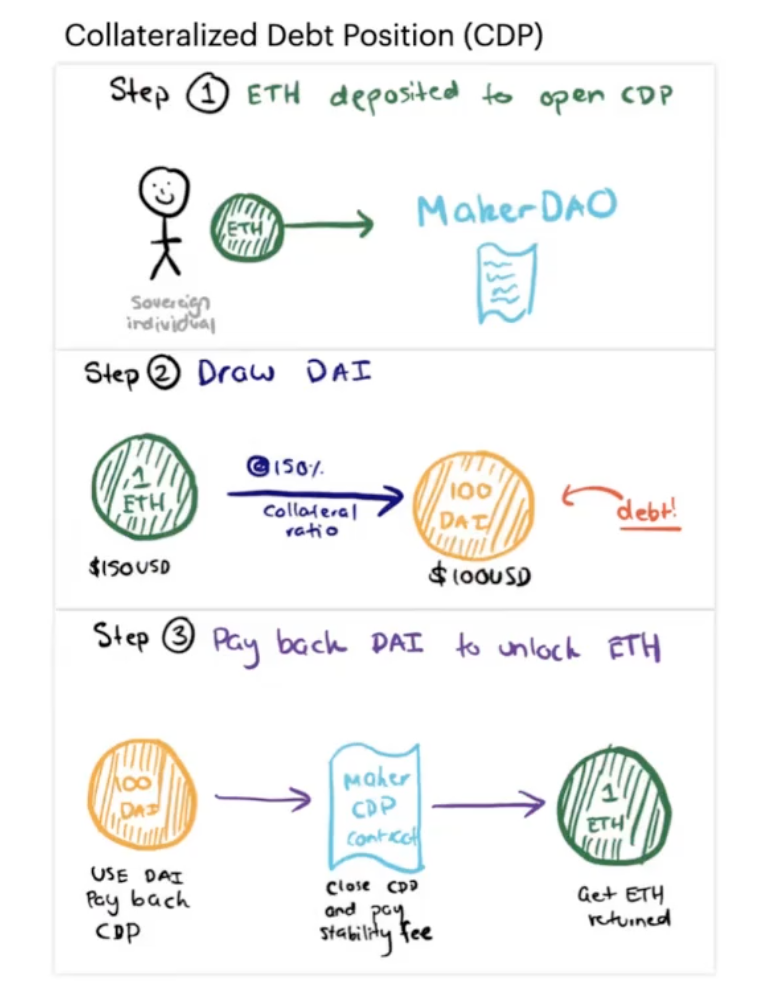 Collateralized Debt Position (CDP)
Step 1 ETH deposited to open CDP
ETH
MakerDAO
Sovereign
individual
Step 2 Draw DAI
1
ETH
$150USD
@150%
Collateral
ratio
100
DAI
$100USD
debt!
Step 3 Pay back DAI to unlock ETH
100
DAI
USE DAI
Pay back
CDP
Maker
CDP
Contract
Close CDP
and pay
stability fee
1
ETH
Get ETH
returned